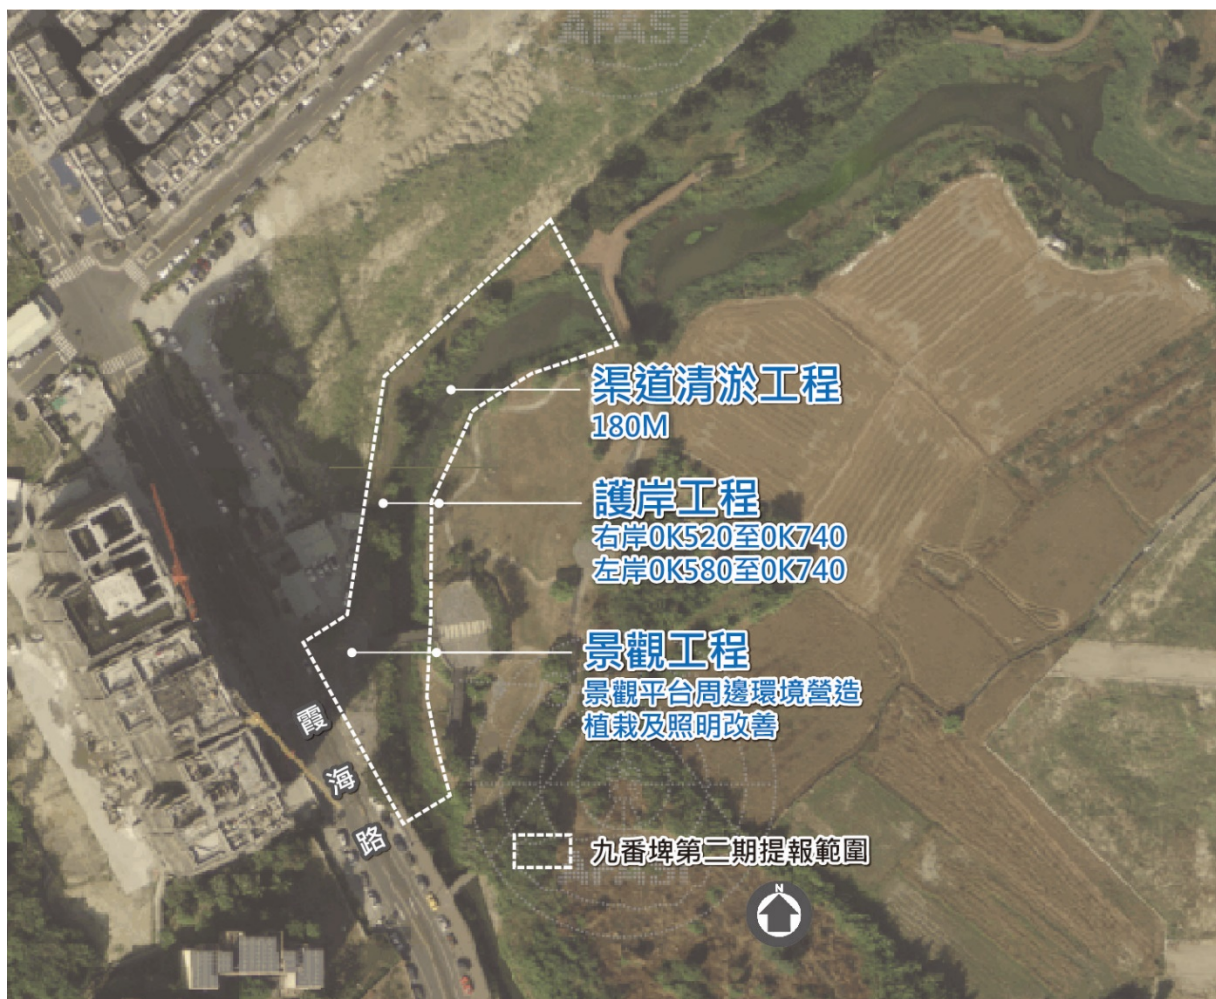 AFASI
渠道清淤工程
180M
護岸工程
右岸0K520至0K740
左岸0K580至0K740
景觀工程
景觀平台周邊環境營造
植栽及照明改善
霞海路
九番埤第二期提報範圍
AFASI
N